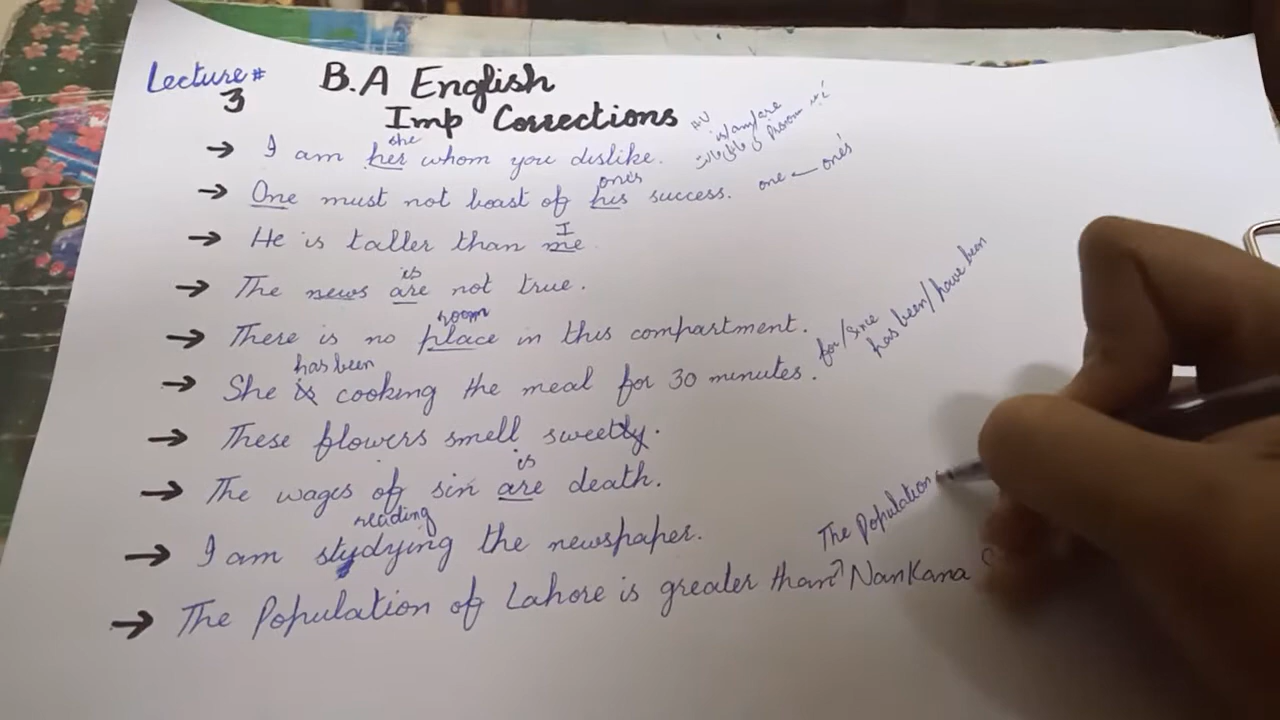 Lecture #
3
B.A English
Imp Corrections
she
→ I am her whom you dislike.
H.V
is/am/are
one's
→ One must not boast of his success.
one — one's
I
→ He is taller than me
is
→ The news are not true.
room
→ There is no place in this compartment.
has been
→ She is cooking the meal for 30 minutes.
for/since
has been/have been
→ These flowers smell sweetly.
is
→ The wages of sin are death.
reading
→ I am studying the newspaper.
The Population
→ The Population of Lahore is greater than Nankana S